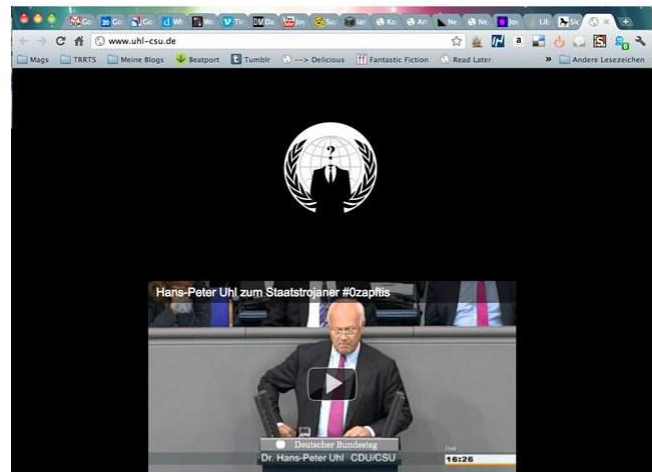 www.uhl-csu.de
Mags TRRTS Meine Blogs Beatport Tumblr --> Delicious Fantastic Fiction Read Later » Andere Lesezeichen
?
Hans-Peter Uhl zum Staatstrojaner #0zapftis
Deutscher Bundestag
Dr. Hans-Peter Uhl CDU/CSU
16:26